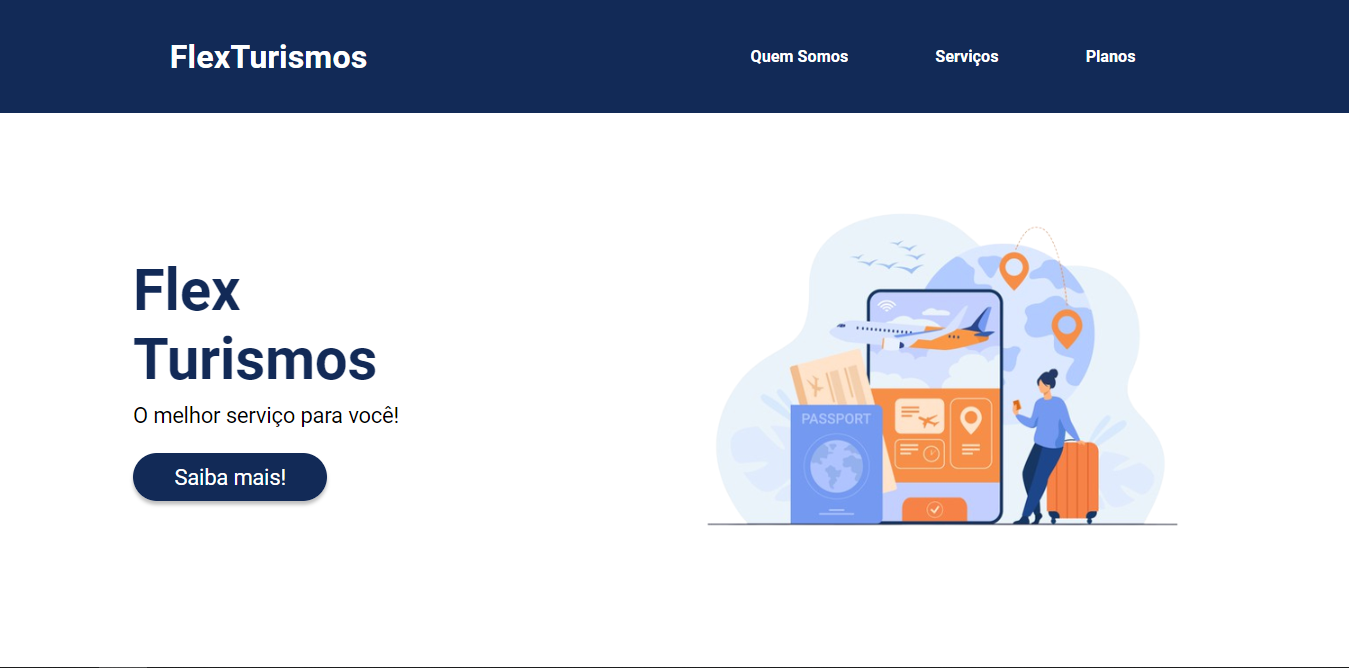 FlexTurismos
Quem Somos
Serviços
Planos
Flex
Turismos
O melhor serviço para você!
Saiba mais!
PASSPORT